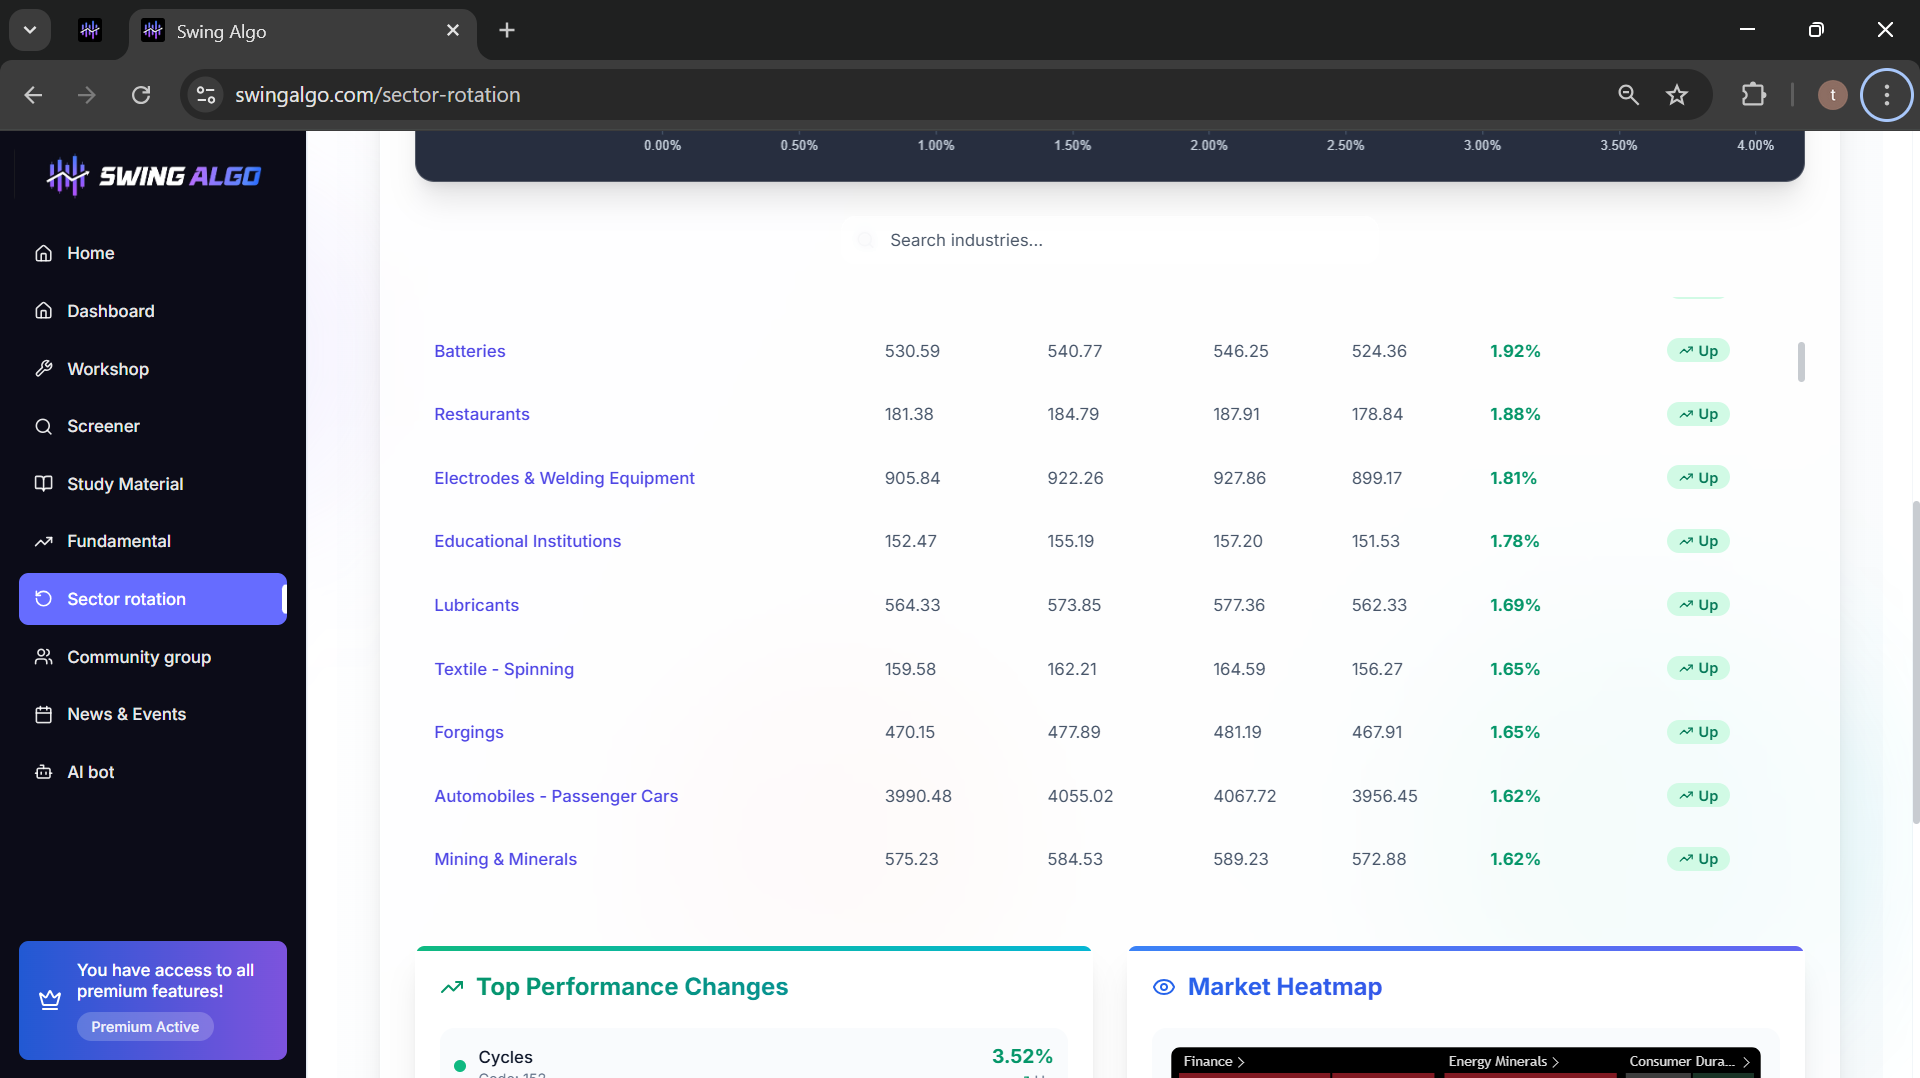 Swing Algo
swingalgo.com/sector-rotation
t
SWING ALGO
Home
Dashboard
Workshop
Screener
Study Material
Fundamental
Sector rotation
Community group
News & Events
AI bot
You have access to all
premium features!
Premium Active
0.00% 0.50% 1.00% 1.50% 2.00% 2.50% 3.00% 3.50% 4.00%
Search industries...
Batteries 530.59 540.77 546.25 524.36 1.92% Up
Restaurants 181.38 184.79 187.91 178.84 1.88% Up
Electrodes & Welding Equipment 905.84 922.26 927.86 899.17 1.81% Up
Educational Institutions 152.47 155.19 157.20 151.53 1.78% Up
Lubricants 564.33 573.85 577.36 562.33 1.69% Up
Textile - Spinning 159.58 162.21 164.59 156.27 1.65% Up
Forgings 470.15 477.89 481.19 467.91 1.65% Up
Automobiles - Passenger Cars 3990.48 4055.02 4067.72 3956.45 1.62% Up
Mining & Minerals 575.23 584.53 589.23 572.88 1.62% Up
Top Performance Changes
Cycles 3.52%
Code: 152
Market Heatmap
Finance > Energy Minerals > Consumer Dura... >